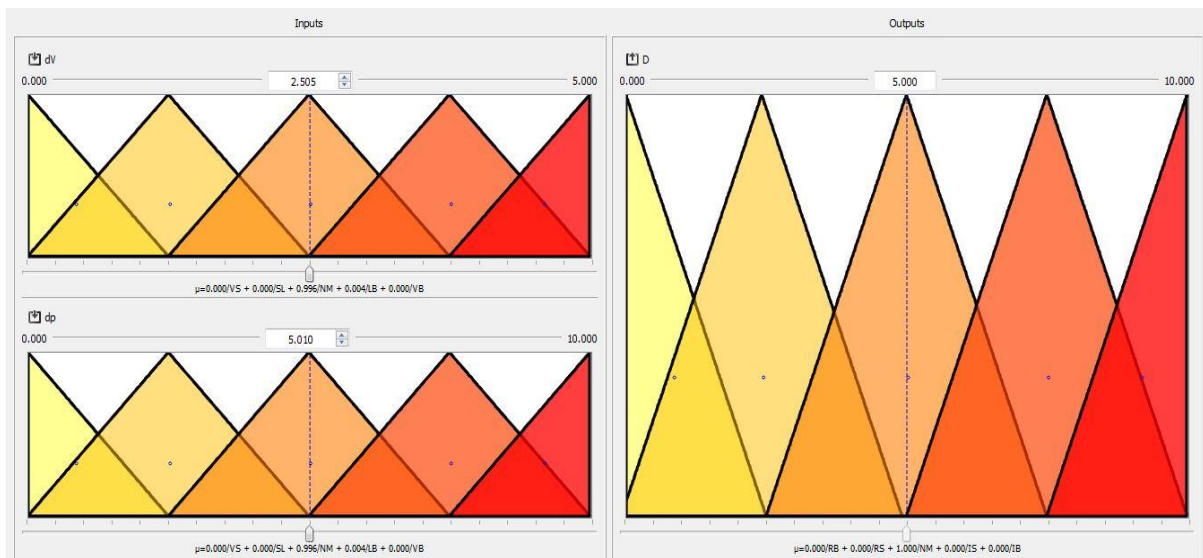 Inputs
dV
0.000 2.505 5.000
μ=0.000/VS + 0.000/SL + 0.996/NM + 0.004/LB + 0.000/VB
dp
0.000 5.010 10.000
μ=0.000/VS + 0.000/SL + 0.996/NM + 0.004/LB + 0.000/VB
Outputs
D
0.000 5.000 10.000
μ=0.000/RB + 0.000/RS + 1.000/NM + 0.000/IS + 0.000/IB